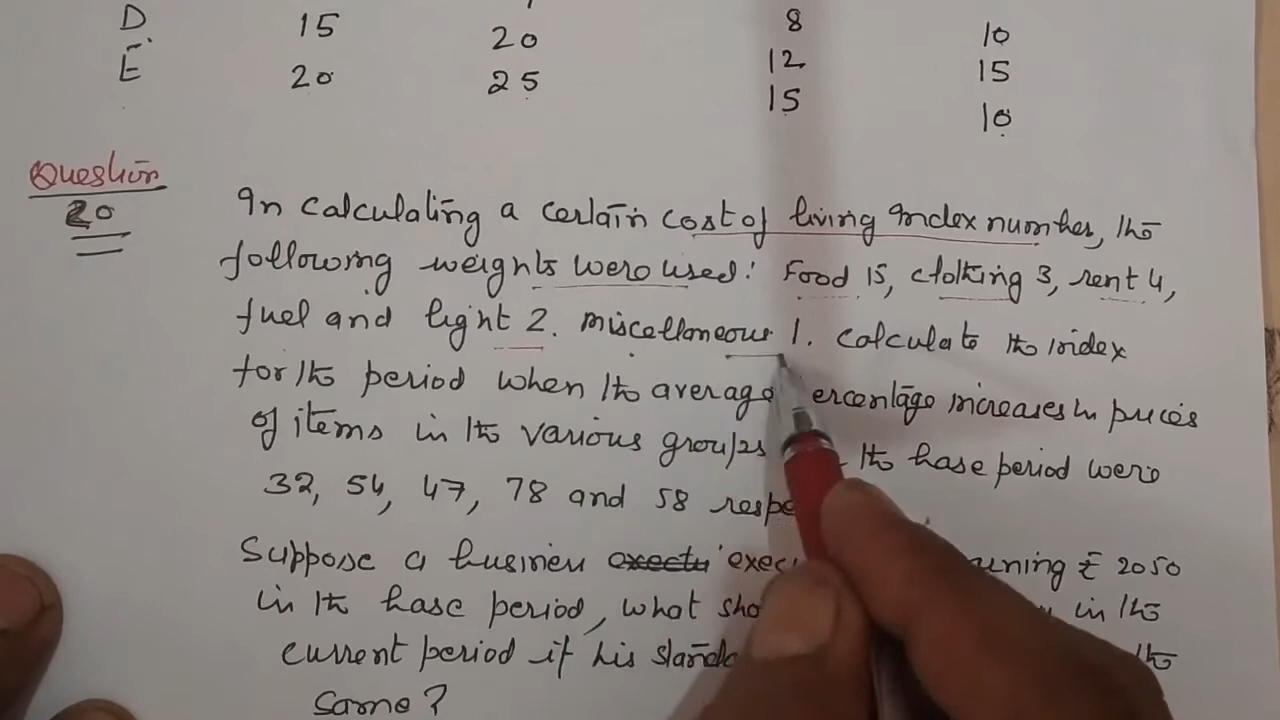 D 15 20 8 10
E 20 25 12 15
15 10
Question
20
In calculating a certain cost of living index number, the
following weights were used: Food 15, clothing 3, rent 4,
fuel and light 2. miscellaneous 1. Calculate the index
for the period when the average percentage increases in prices
of items in the various groups the base period were
32, 54, 47, 78 and 58
Suppose a business executive earning ₹ 2050
in the base period, what in the
current period if his the
same?